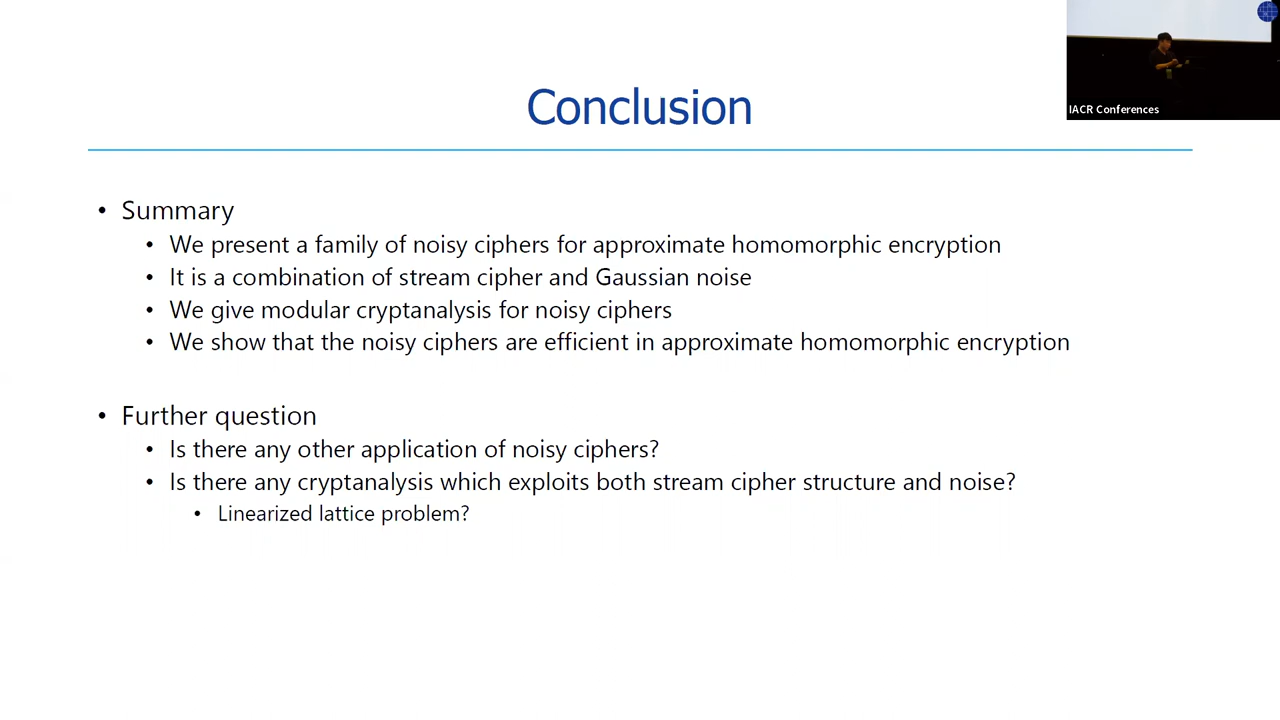 IACR Conferences
Conclusion
• Summary
• We present a family of noisy ciphers for approximate homomorphic encryption
• It is a combination of stream cipher and Gaussian noise
• We give modular cryptanalysis for noisy ciphers
• We show that the noisy ciphers are efficient in approximate homomorphic encryption
• Further question
• Is there any other application of noisy ciphers?
• Is there any cryptanalysis which exploits both stream cipher structure and noise?
• Linearized lattice problem?